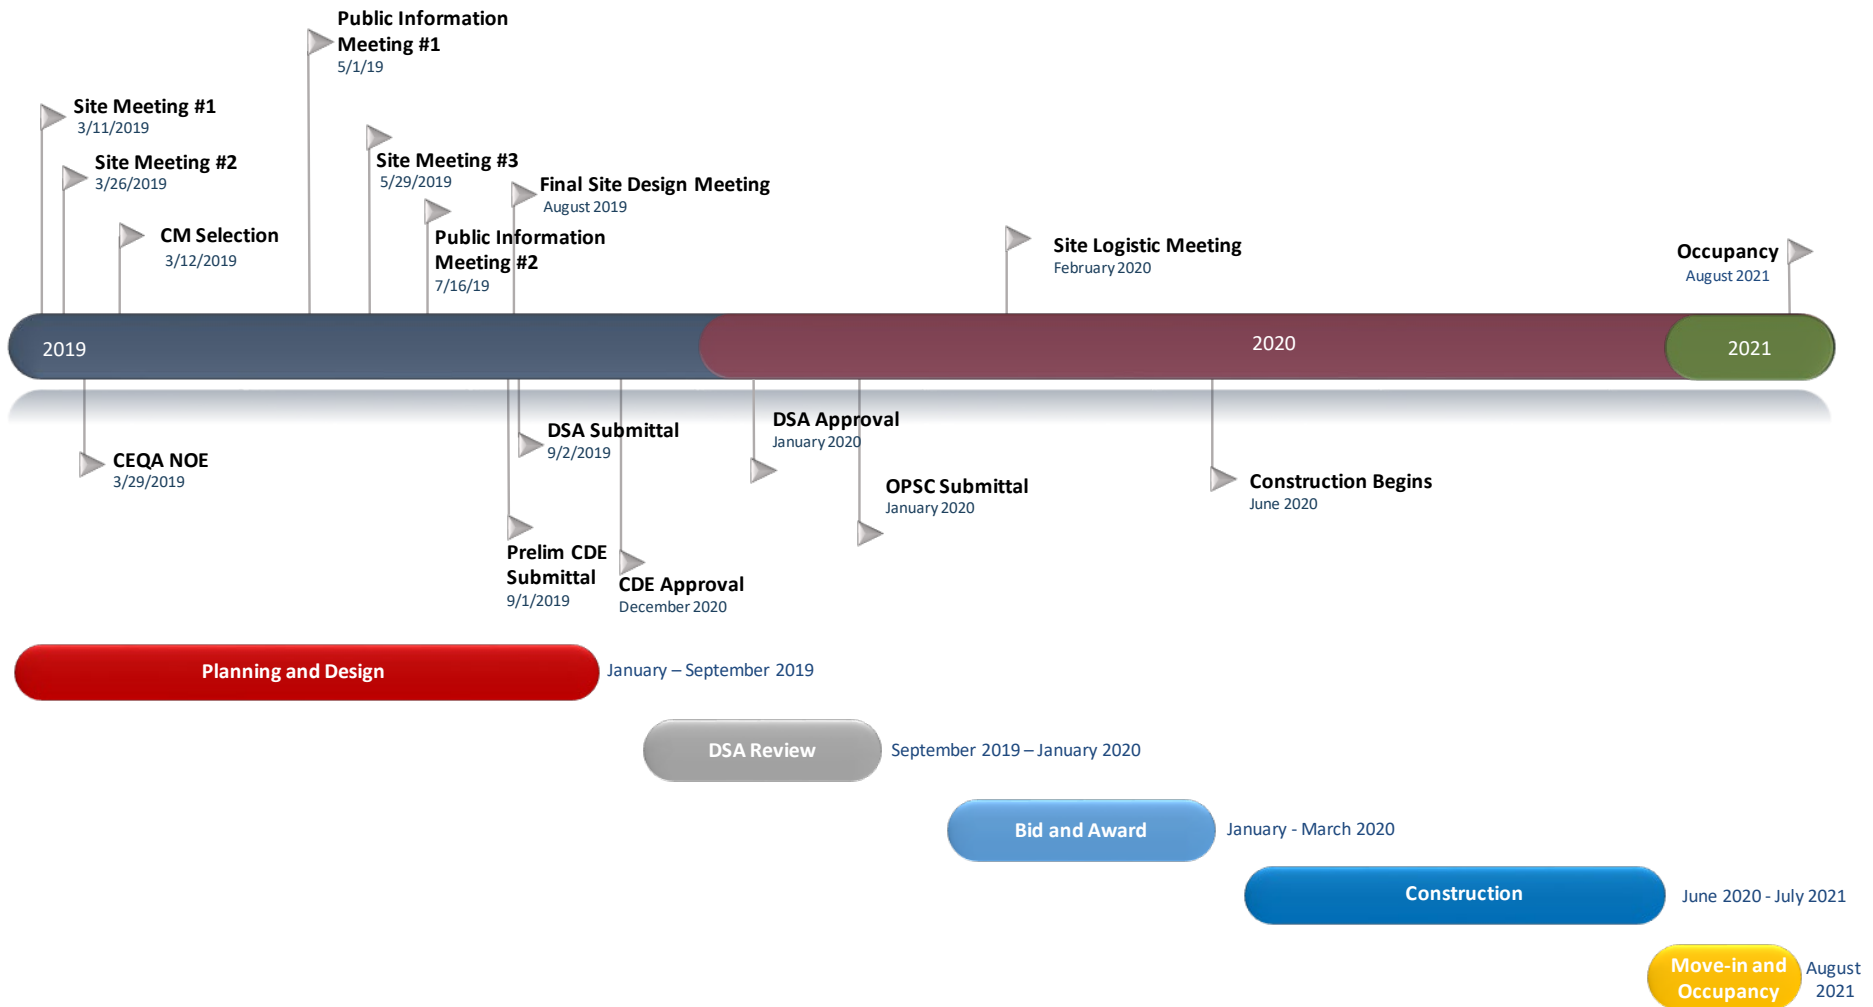 Public Information
Meeting #1
5/1/19
Site Meeting #1
3/11/2019
Site Meeting #2
3/26/2019
CM Selection
3/12/2019
Site Meeting #3
5/29/2019
Public Information
Meeting #2
7/16/19
Final Site Design Meeting
August 2019
Site Logistic Meeting
February 2020
Occupancy
August 2021
2019
2020
2021
CEQA NOE
3/29/2019
DSA Submittal
9/2/2019
Prelim CDE
Submittal
9/1/2019
CDE Approval
December 2020
DSA Approval
January 2020
OPSC Submittal
January 2020
Construction Begins
June 2020
Planning and Design
January – September 2019
DSA Review
September 2019 – January 2020
Bid and Award
January - March 2020
Construction
June 2020 - July 2021
Move-in and
Occupancy
August
2021